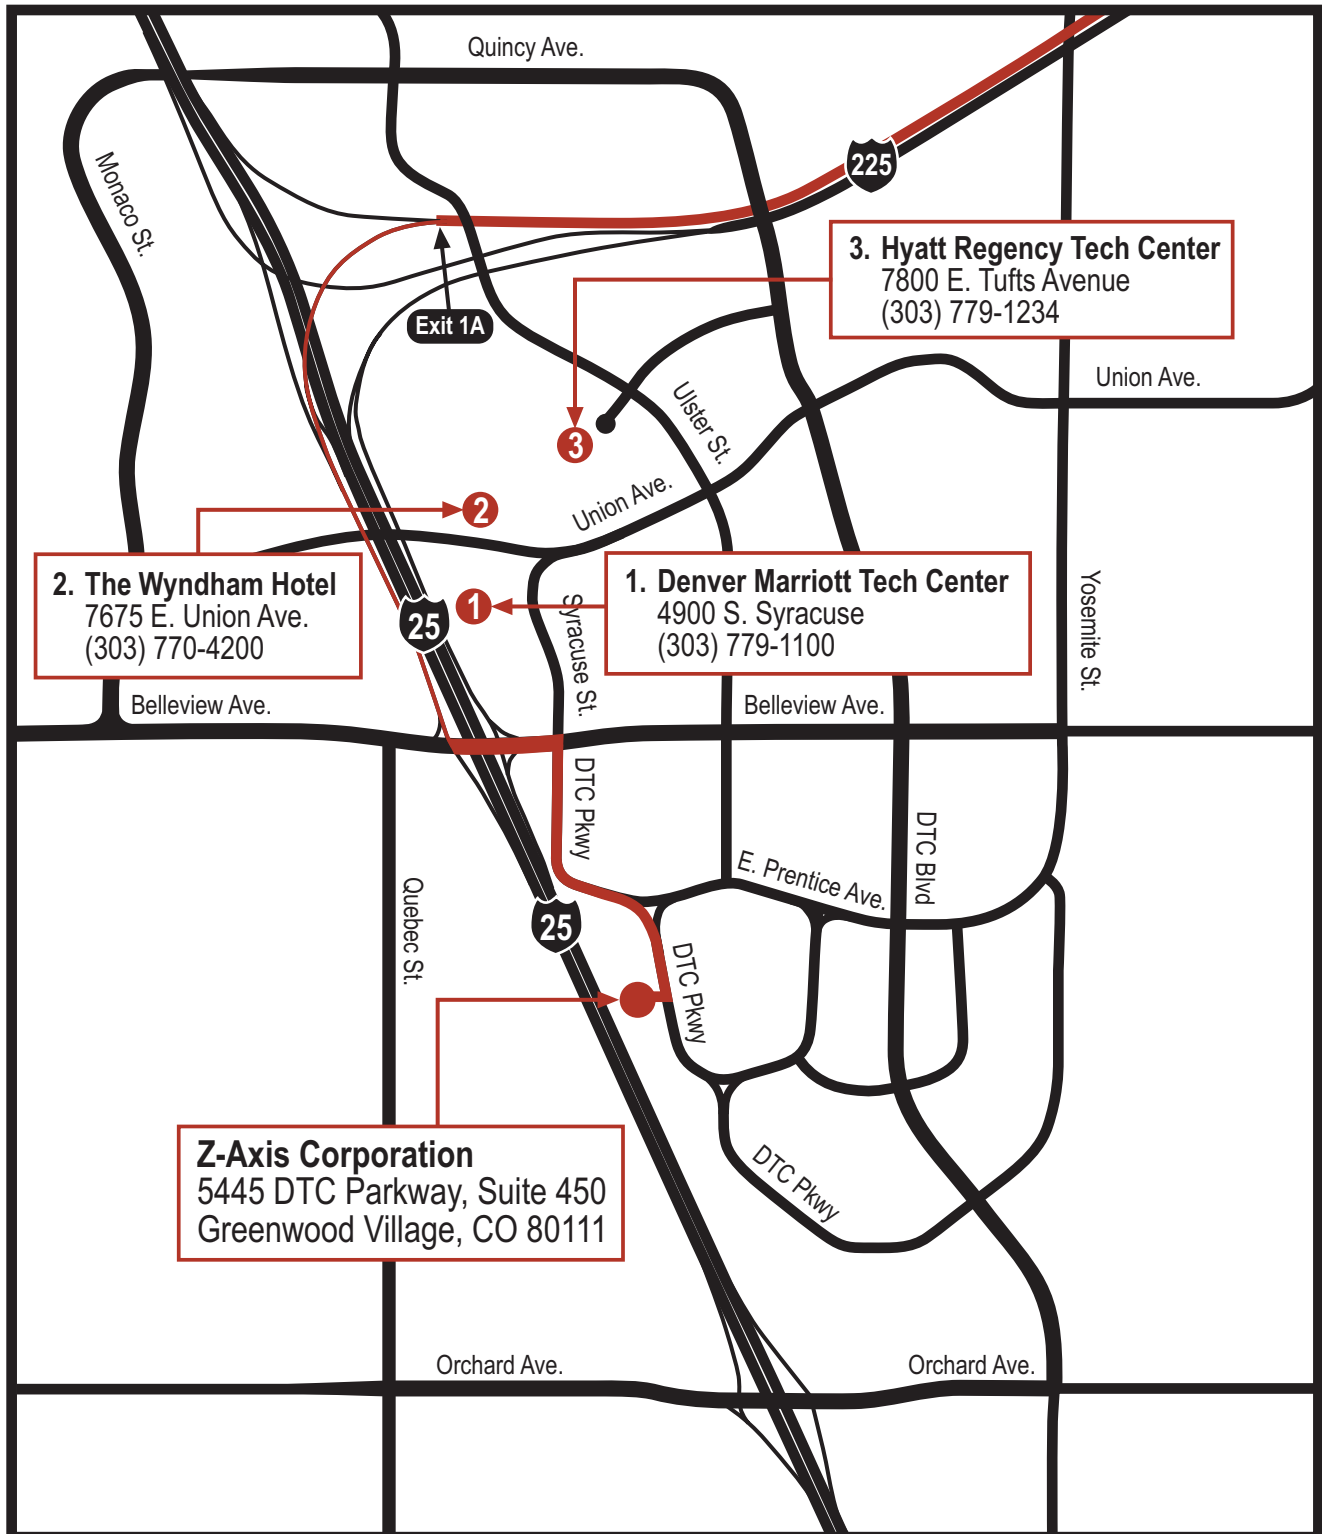 Quincy Ave.
Monaco St.
225
3. Hyatt Regency Tech Center
7800 E. Tufts Avenue
(303) 779-1234
Exit 1A
Union Ave.
Ulster St.
3
Union Ave.
2
2. The Wyndham Hotel
7675 E. Union Ave.
(303) 770-4200
25
1
1. Denver Marriott Tech Center
4900 S. Syracuse
(303) 779-1100
Syracuse St.
Yosemite St.
Belleview Ave.
Belleview Ave.
DTC Pkwy
DTC Blvd
E. Prentice Ave.
Quebec St.
25
DTC Pkwy
Z-Axis Corporation
5445 DTC Parkway, Suite 450
Greenwood Village, CO 80111
DTC Pkwy
Orchard Ave.
Orchard Ave.